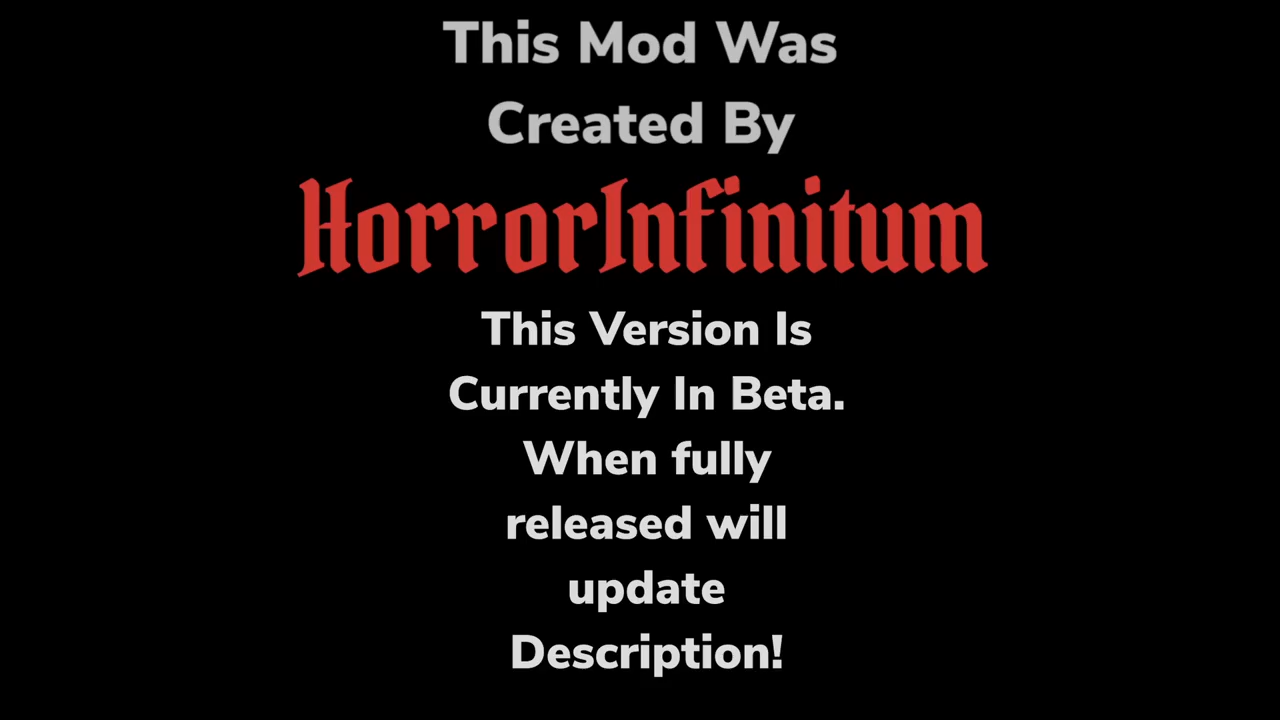 This Mod Was
Created By
HorrorInfinitum
This Version Is
Currently In Beta.
When fully
released will
update
Description!